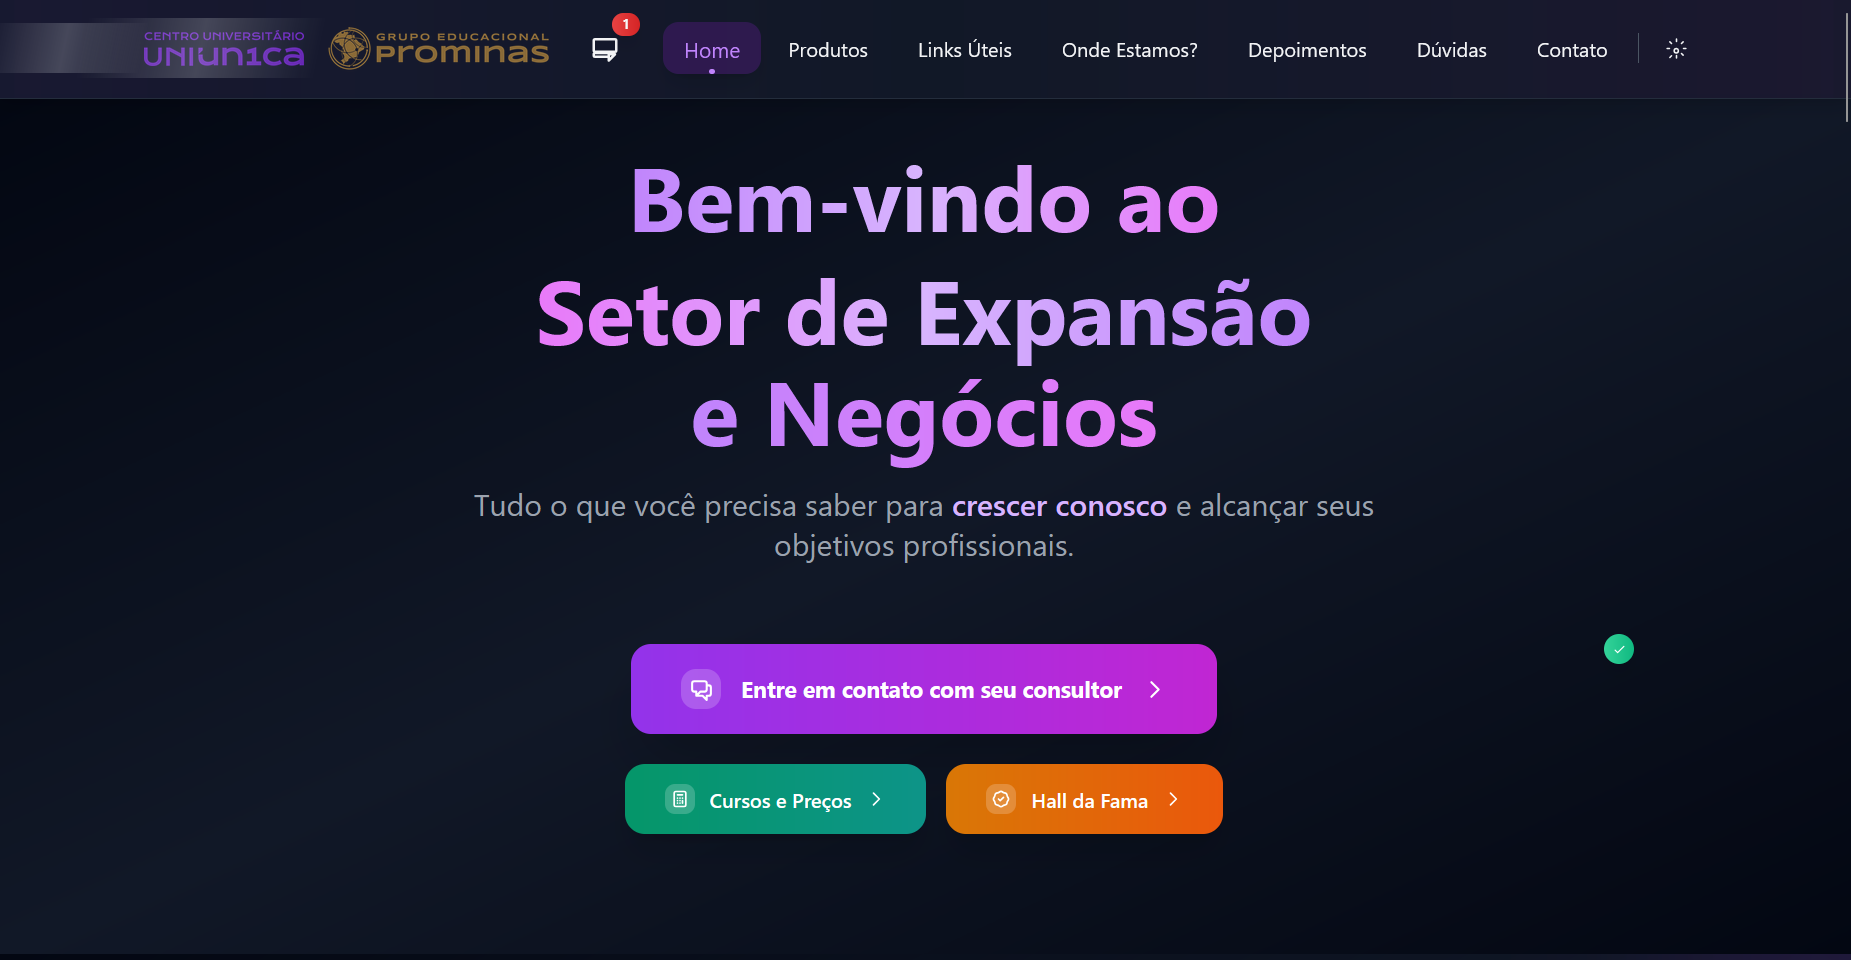 CENTRO UNIVERSITÁRIO
UNIUN1CA
GRUPO EDUCACIONAL
PROMINAS
1
Home
Produtos
Links Úteis
Onde Estamos?
Depoimentos
Dúvidas
Contato
Bem-vindo ao
Setor de Expansão
e Negócios
Tudo o que você precisa saber para crescer conosco e alcançar seus
objetivos profissionais.
Entre em contato com seu consultor
Cursos e Preços
Hall da Fama